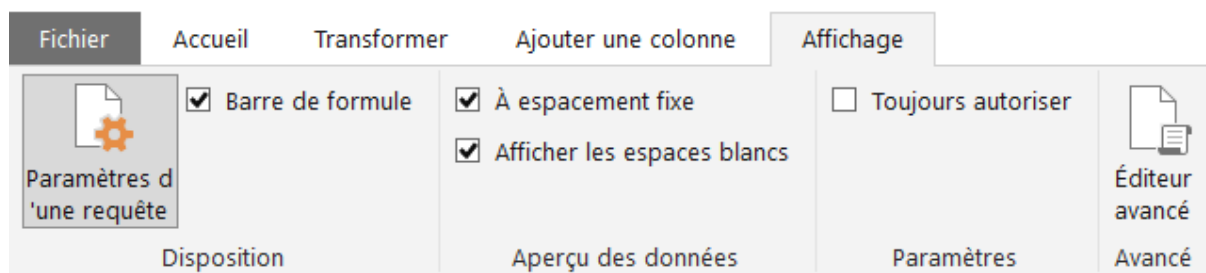 Fichier Accueil Transformer Ajouter une colonne Affichage
Barre de formule À espacement fixe Toujours autoriser
Afficher les espaces blancs
Paramètres d
'une requête
Éditeur
avancé
Disposition Aperçu des données Paramètres Avancé